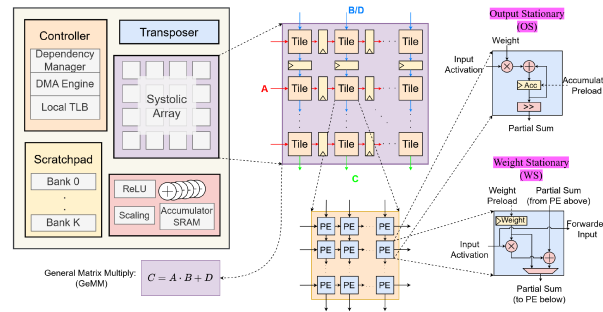 Controller
Dependency
Manager
DMA Engine
Local TLB
Transposer
Systolic
Array
Scratchpad
Bank 0
.
.
Bank K
ReLU
Scaling
Accumulator
SRAM
General Matrix Multiply:
(GeMM)
C = A · B + D
B/D
A
C
Tile Tile Tile
Tile Tile Tile
Tile Tile Tile
PE PE PE
PE PE PE
PE PE PE
Output Stationary
(OS)
Weight
Input
Activation
Acc
Accumulat
Preload
>>
Partial Sum
Weight Stationary
(WS)
Weight
Preload
Partial Sum
(from PE above)
Weight
Forwarde
Input
Input
Activation
Partial Sum
(to PE below)